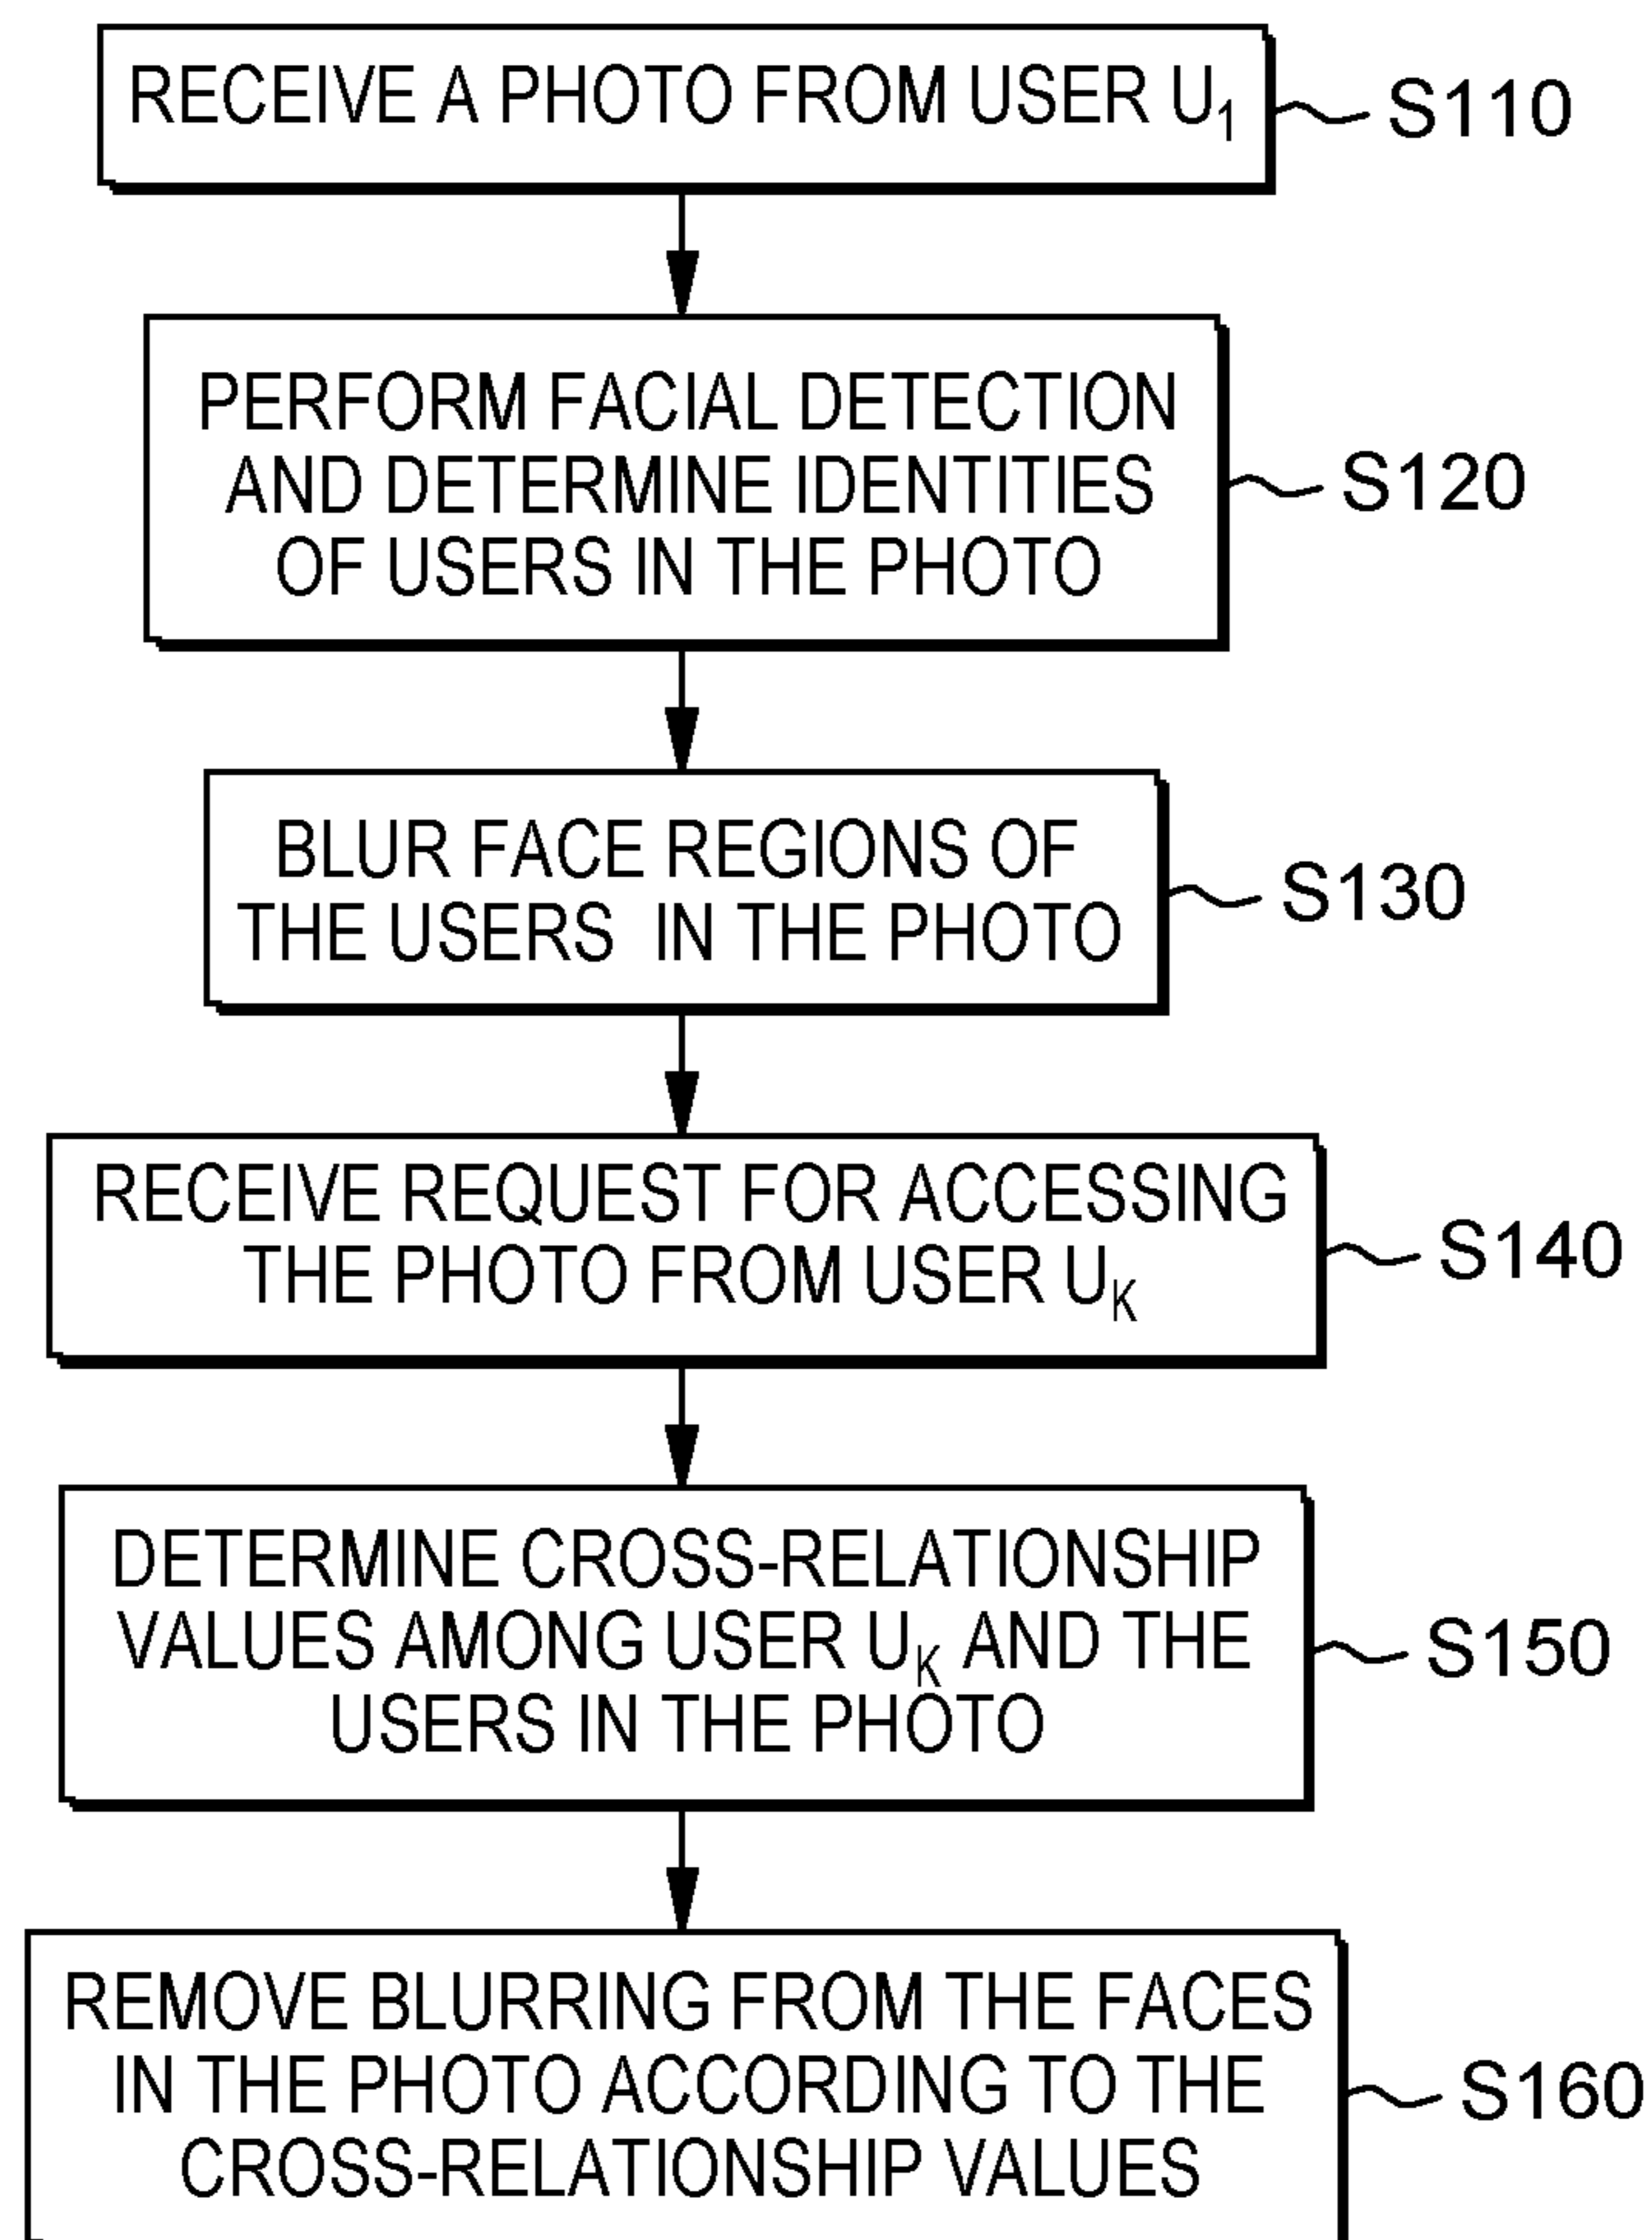 RECEIVE A PHOTO FROM USER U1
S110
PERFORM FACIAL DETECTION
AND DETERMINE IDENTITIES
OF USERS IN THE PHOTO
S120
BLUR FACE REGIONS OF
THE USERS IN THE PHOTO
S130
RECEIVE REQUEST FOR ACCESSING
THE PHOTO FROM USER UK
S140
DETERMINE CROSS-RELATIONSHIP
VALUES AMONG USER UK AND THE
USERS IN THE PHOTO
S150
REMOVE BLURRING FROM THE FACES
IN THE PHOTO ACCORDING TO THE
CROSS-RELATIONSHIP VALUES
S160